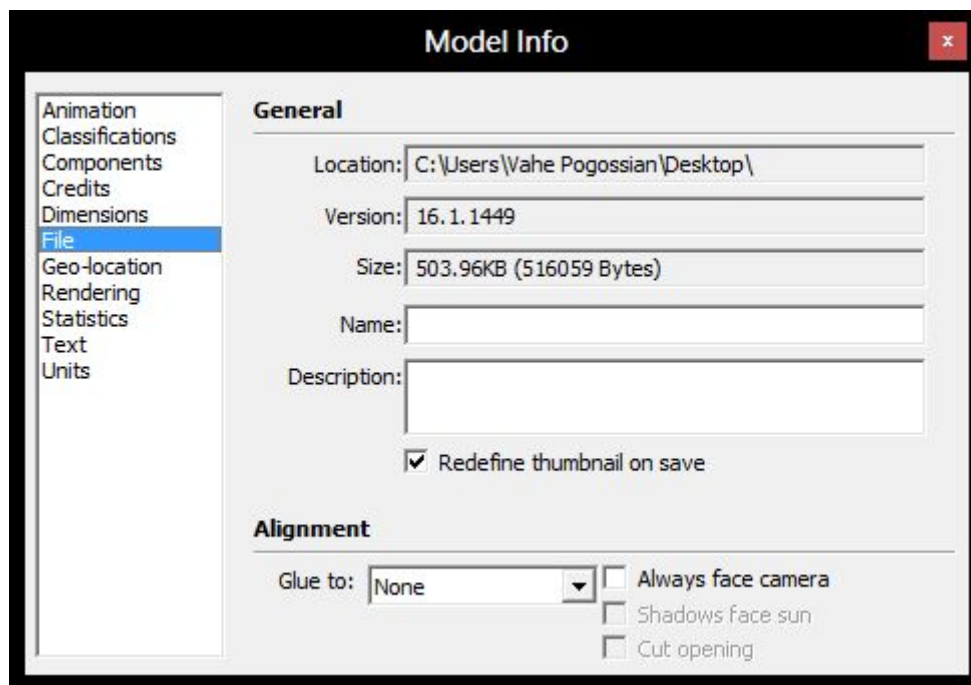 Model Info
x
Animation
Classifications
Components
Credits
Dimensions
File
Geo-location
Rendering
Statistics
Text
Units
General
Location: C:\Users\Vahe Pogossian\Desktop\
Version: 16.1.1449
Size: 503.96KB (516059 Bytes)
Name:
Description:
Redefine thumbnail on save
Alignment
Glue to: None
Always face camera
Shadows face sun
Cut opening